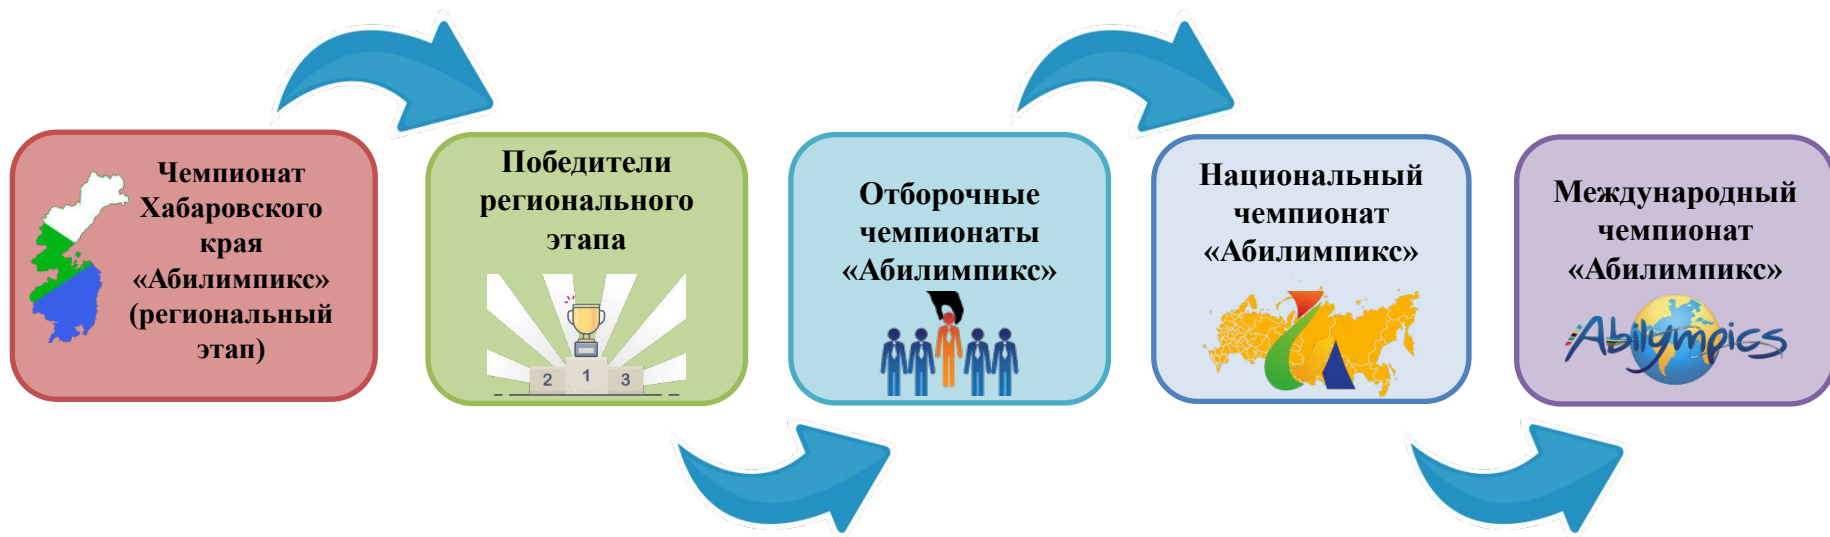 Чемпионат
Хабаровского
края
«Абилимпикс»
(региональный
этап)
Победители
регионального
этапа
2 1 3
Отборочные
чемпионаты
«Абилимпикс»
Национальный
чемпионат
«Абилимпикс»
Международный
чемпионат
«Абилимпикс»
Abilympics